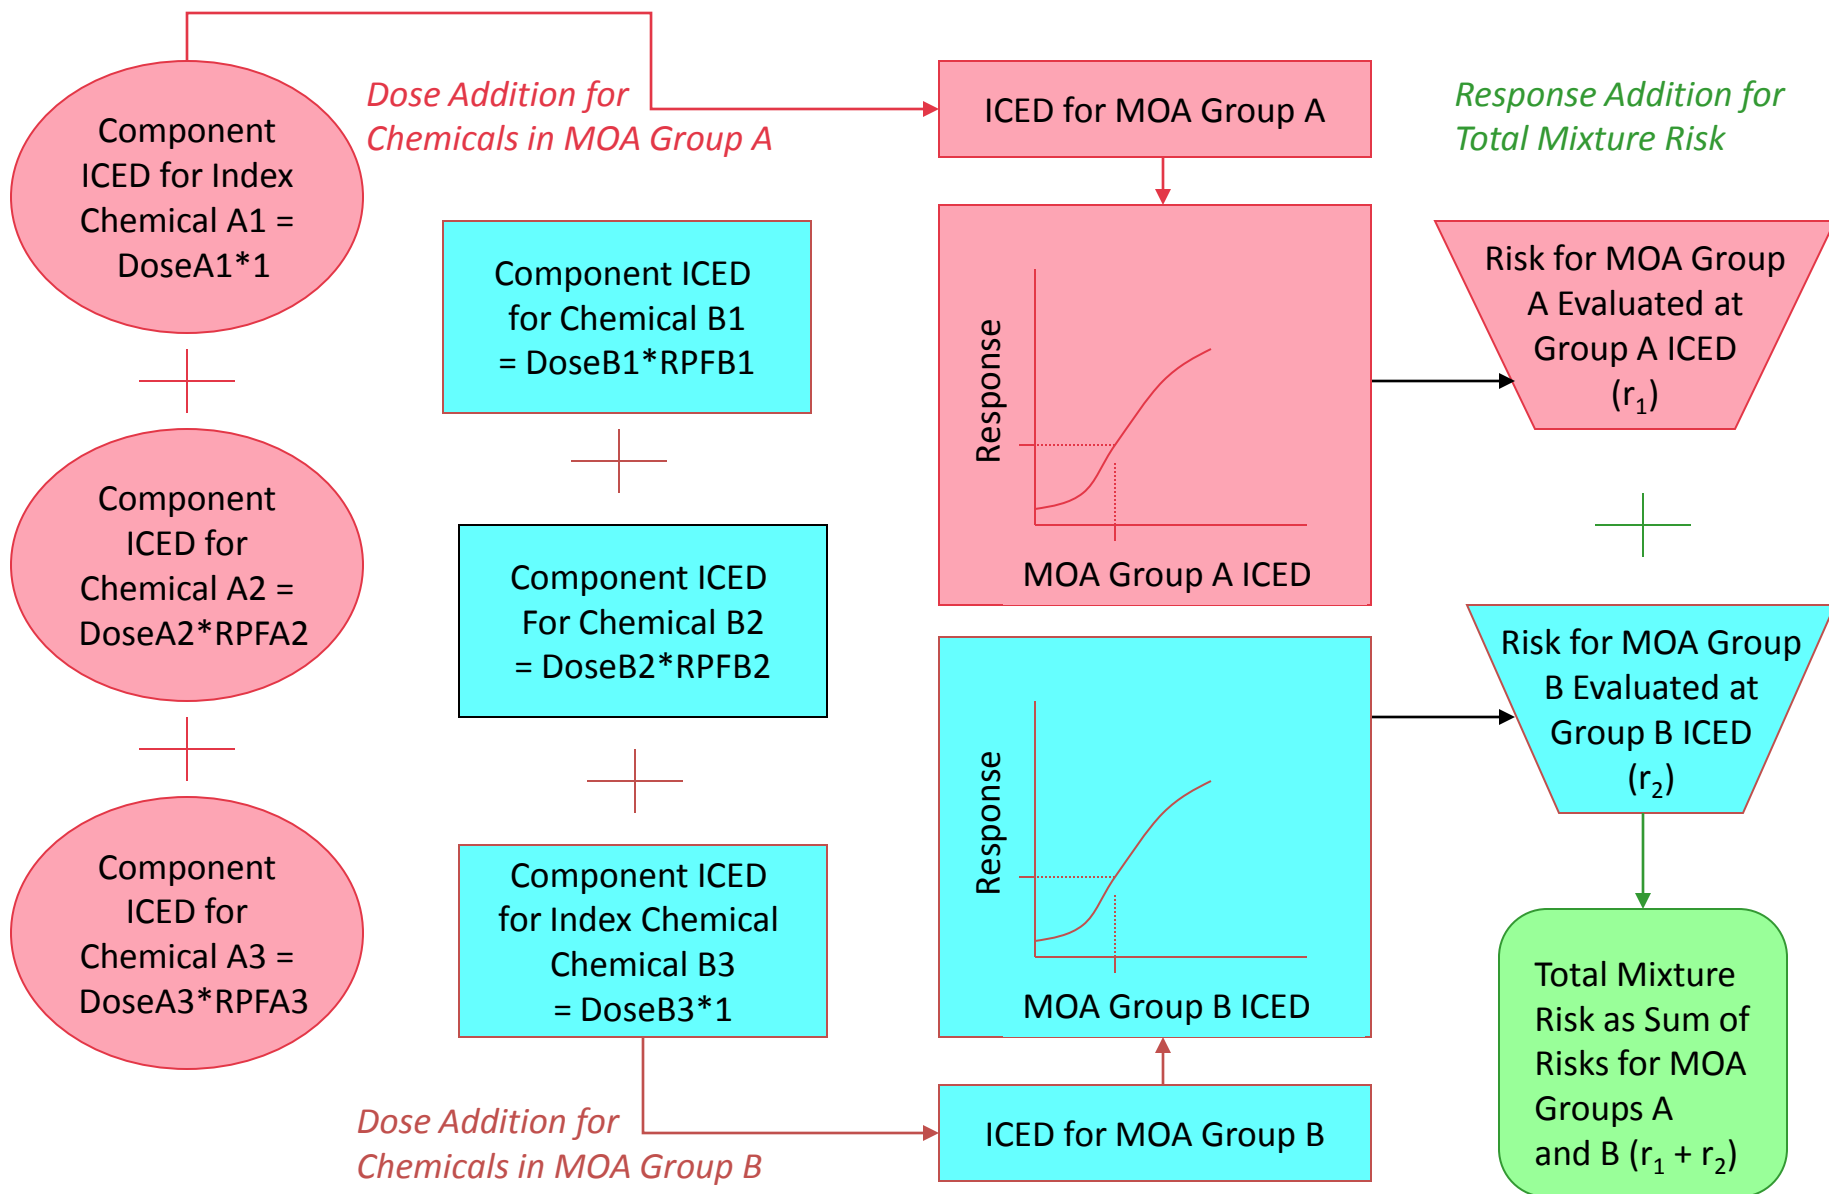 Component
ICED for Index
Chemical A1 =
DoseA1*1
Component
ICED for
Chemical A2 =
DoseA2*RPFA2
Component
ICED for
Chemical A3 =
DoseA3*RPFA3
Dose Addition for
Chemicals in MOA Group A
Component ICED
for Chemical B1
= DoseB1*RPFB1
Component ICED
For Chemical B2
= DoseB2*RPFB2
Component ICED
for Index Chemical
Chemical B3
= DoseB3*1
Dose Addition for
Chemicals in MOA Group B
ICED for MOA Group A
Response
MOA Group A ICED
Response
MOA Group B ICED
ICED for MOA Group B
Response Addition for
Total Mixture Risk
Risk for MOA Group
A Evaluated at
Group A ICED
(r₁)
Risk for MOA Group
B Evaluated at
Group B ICED
(r₂)
Total Mixture
Risk as Sum of
Risks for MOA
Groups A
and B (r₁ + r₂)